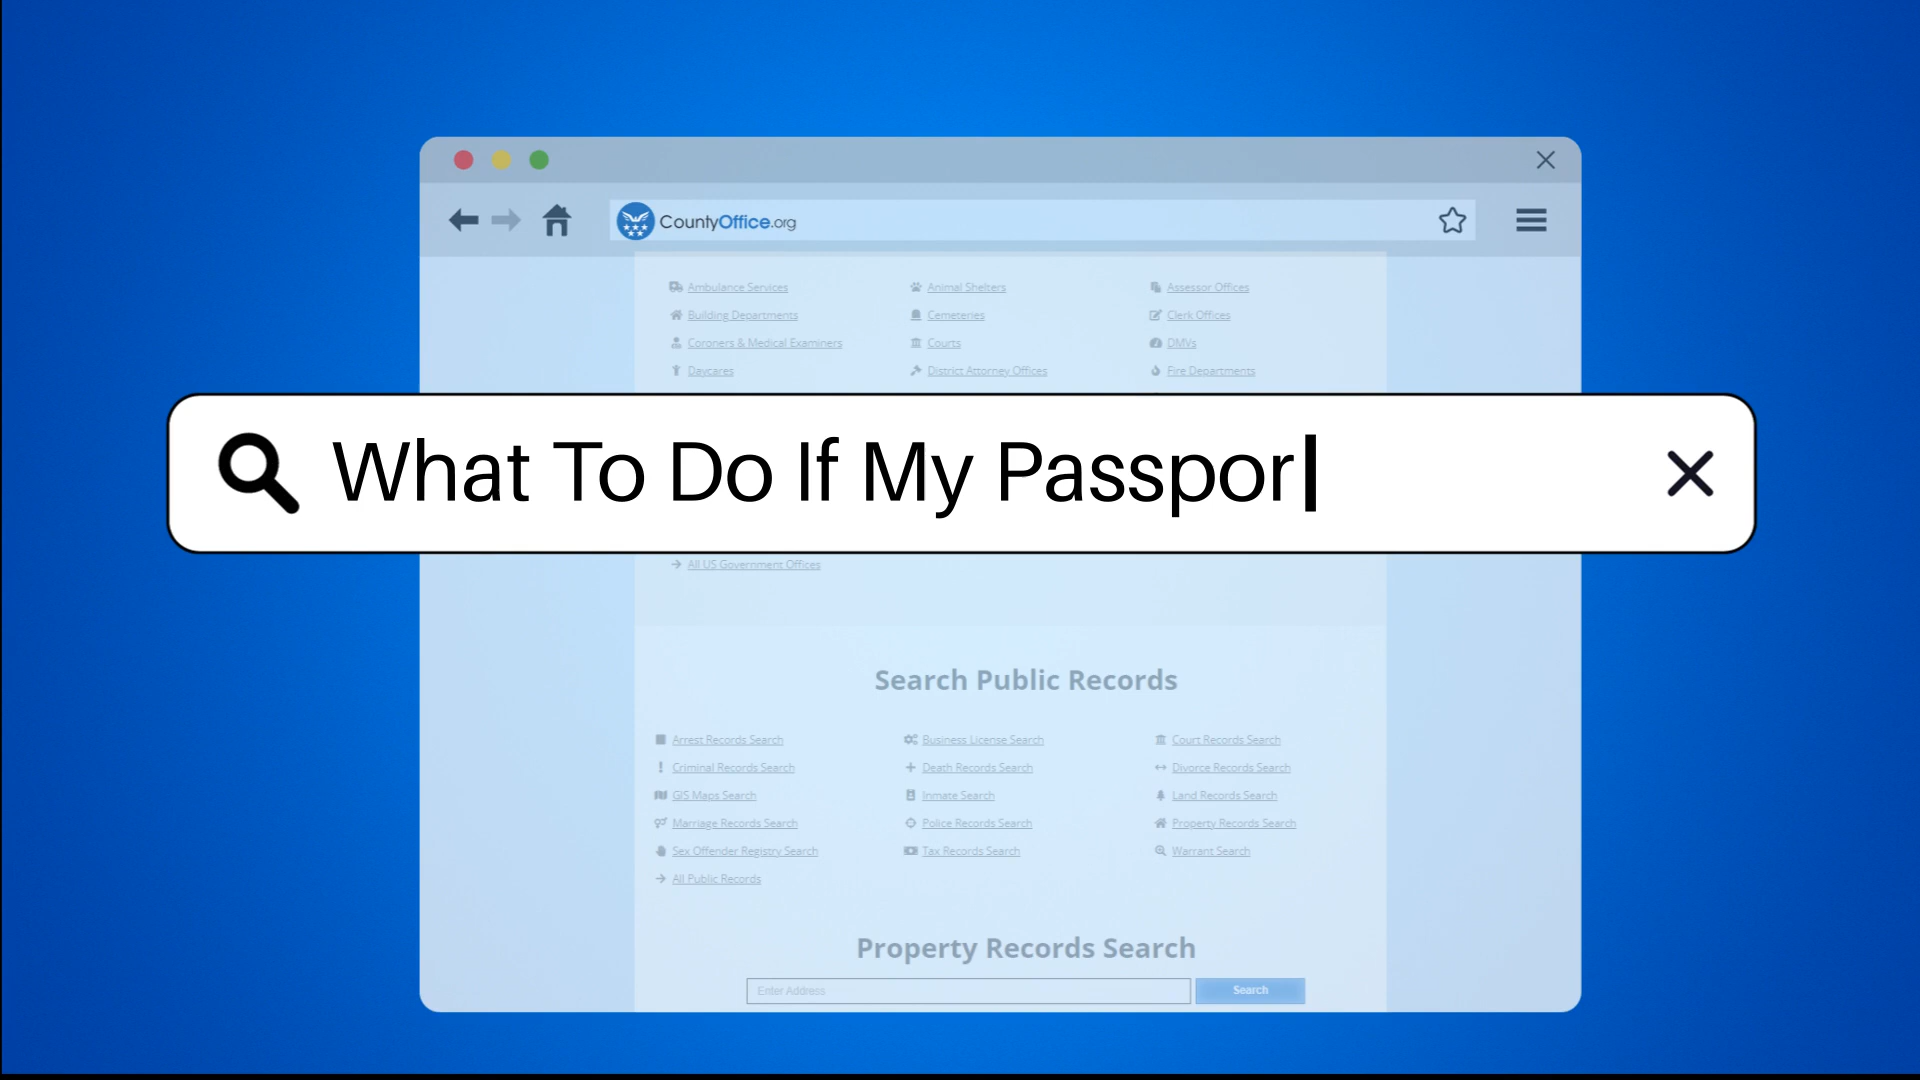 CountyOffice.org
Ambulance Services Animal Shelters Assessor Offices
Building Departments Cemeteries Clerk Offices
Coroners & Medical Examiners Courts DMVs
Daycares District Attorney Offices Fire Departments
What To Do If My Passpor
All US Government Offices
Search Public Records
Arrest Records Search Business License Search Court Records Search
Criminal Records Search Death Records Search Divorce Records Search
GIS Maps Search Inmate Search Land Records Search
Marriage Records Search Police Records Search Property Records Search
Sex Offender Registry Search Tax Records Search Warrant Search
All Public Records
Property Records Search
Enter Address Search